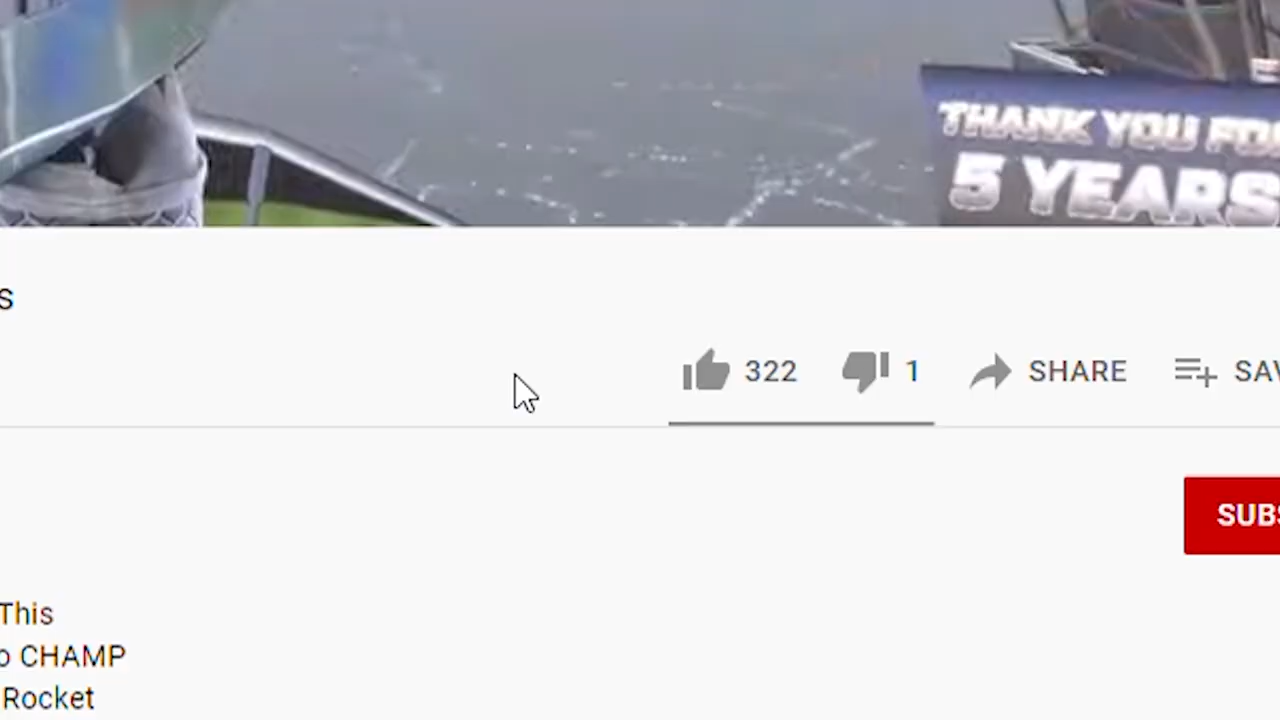 THANK YOU FO
5 YEARS
s
322 1 SHARE SAV
SUBS
This
o CHAMP
Rocket